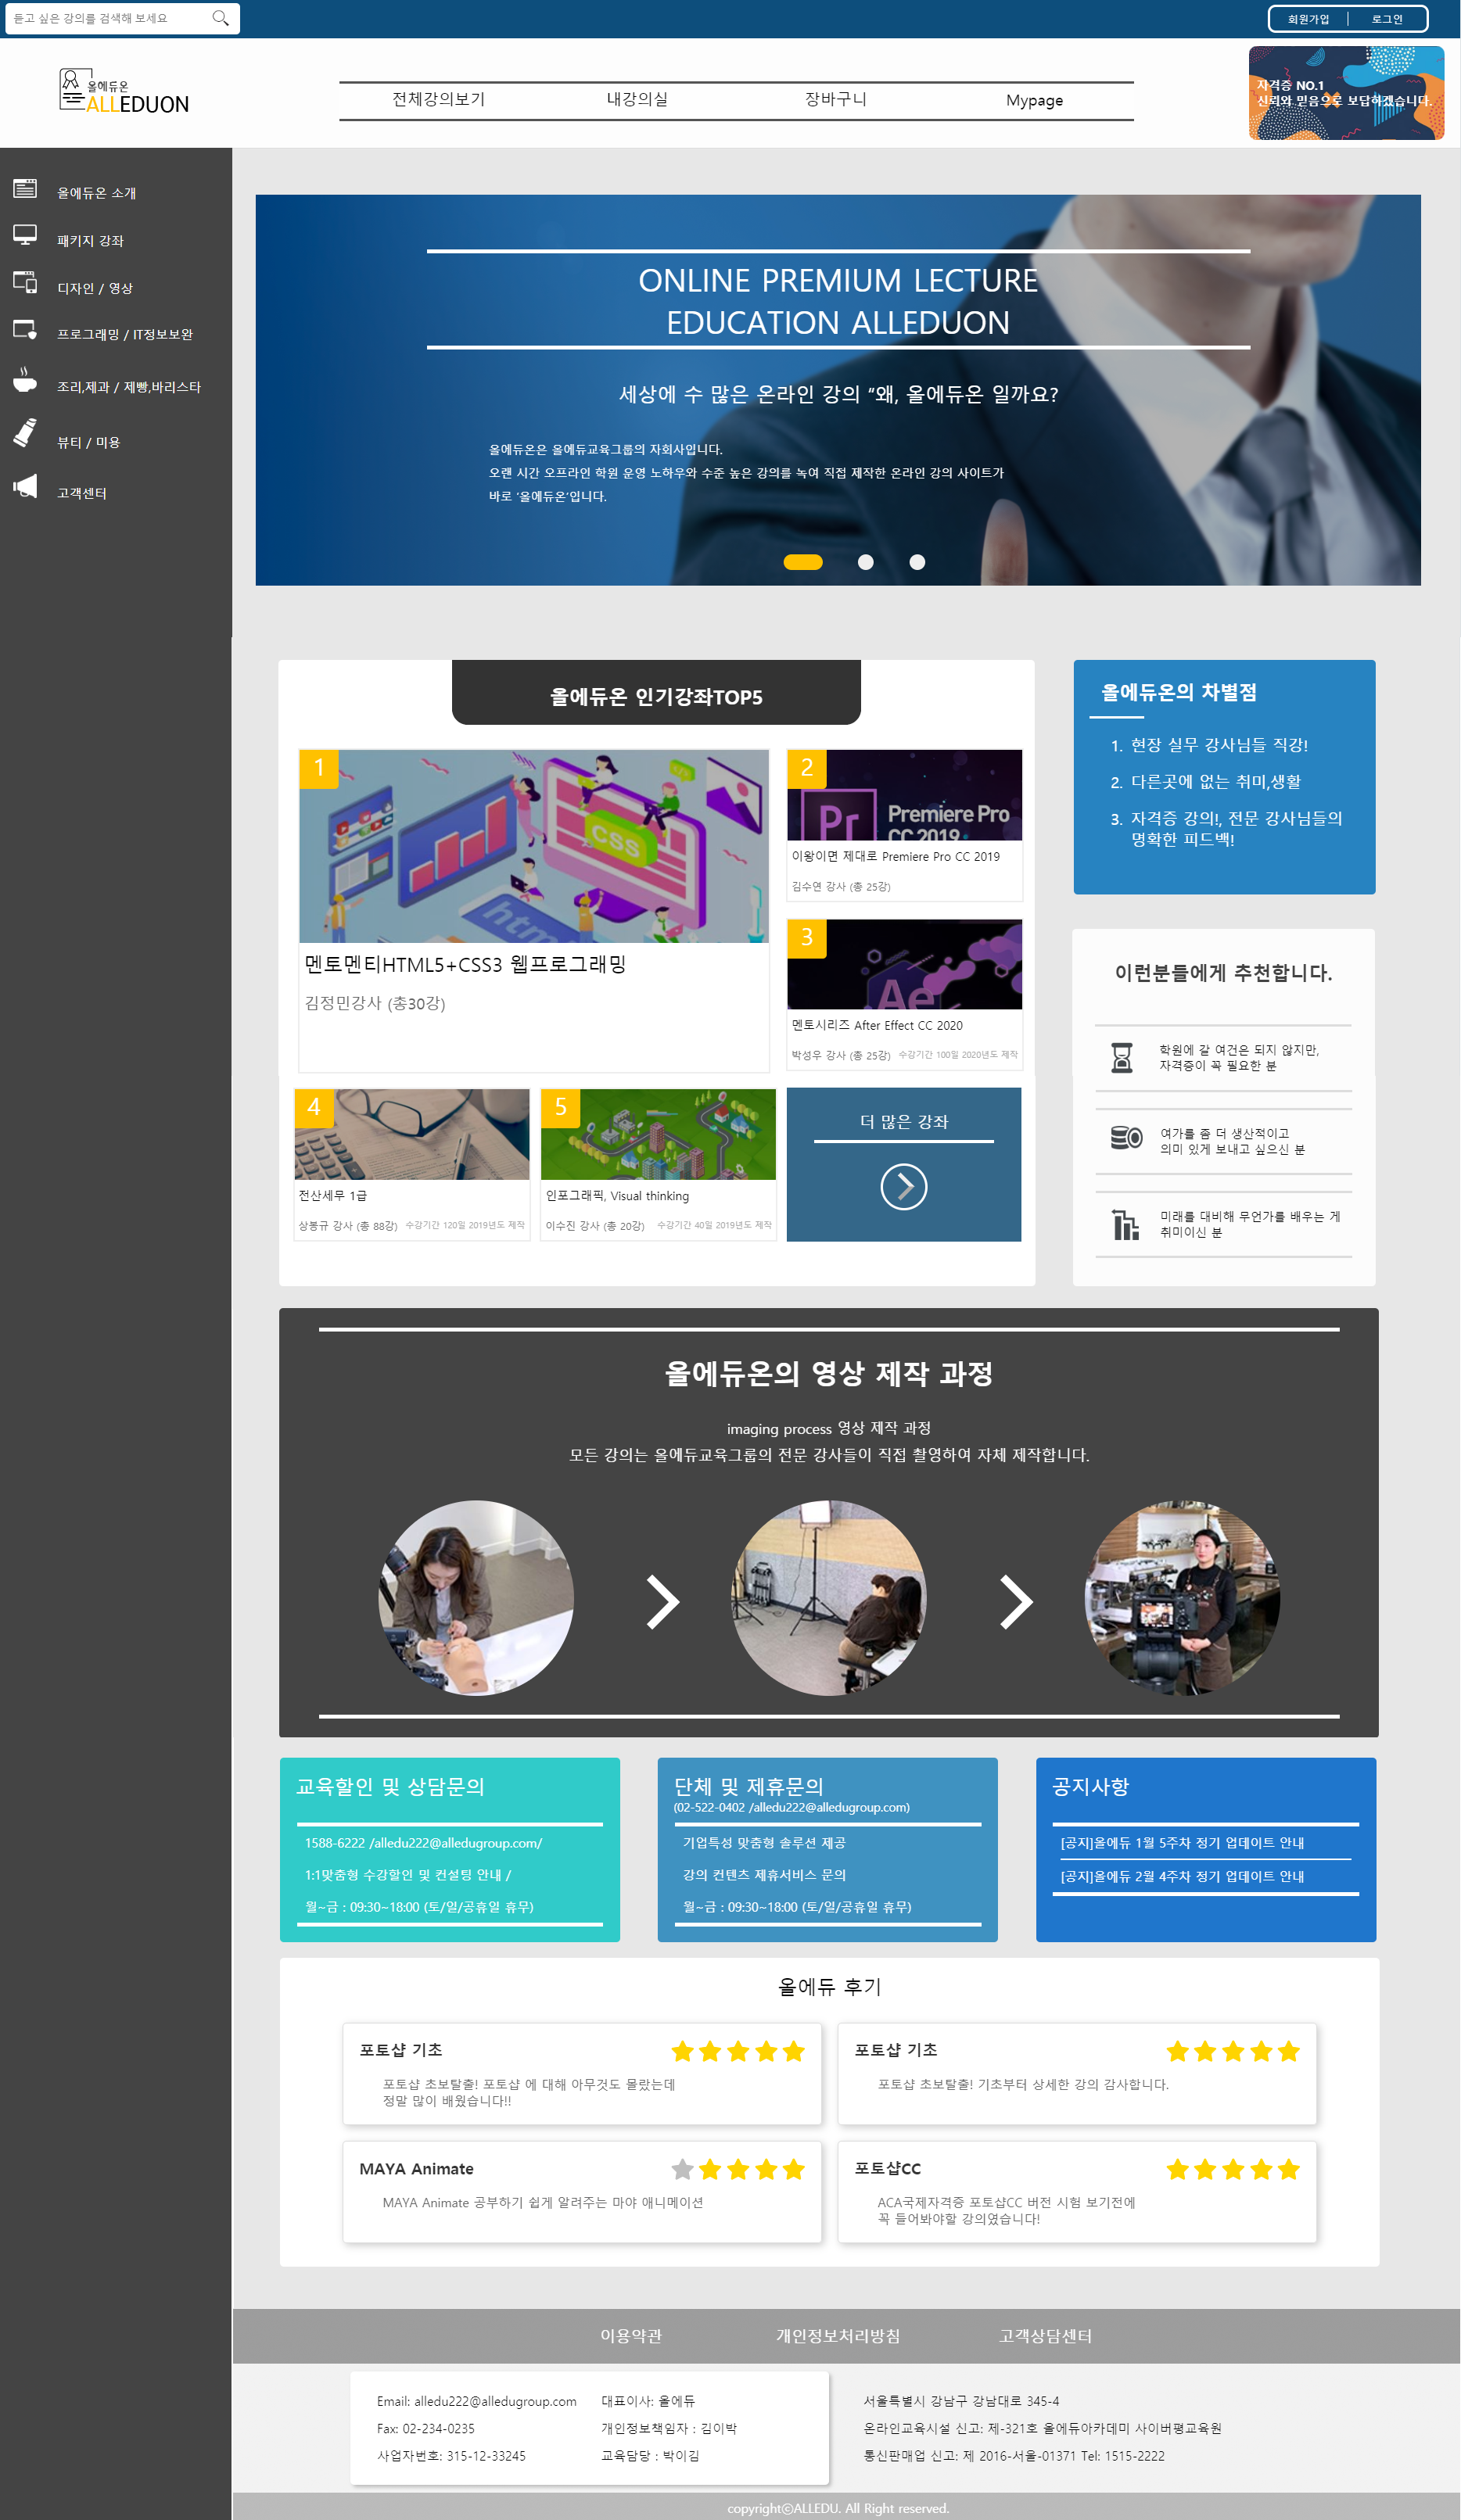 듣고 싶은 강의를 검색해 보세요
회원가입 | 로그인
올에듀온
ALLEDUON
전체강의보기
내강의실
장바구니
Mypage
자격증 NO.1
신뢰와 믿음으로 보답하겠습니다.
올에듀온 소개
패키지 강좌
디자인 / 영상
프로그래밍 / IT정보보완
조리,제과 / 제빵,바리스타
뷰티 / 미용
고객센터
ONLINE PREMIUM LECTURE
EDUCATION ALLEDUON
세상에 수 많은 온라인 강의 “왜, 올에듀온 일까요?
올에듀온은 올에듀교육그룹의 자회사입니다.
오랜 시간 오프라인 학원 운영 노하우와 수준 높은 강의를 녹여 직접 제작한 온라인 강의 사이트가
바로 ‘올에듀온’입니다.
올에듀온 인기강좌TOP5
1
CSS
html
멘토멘티HTML5+CSS3 웹프로그래밍
김정민강사 (총30강)
2
Pr
Premiere Pro
CC 2019
이왕이면 제대로 Premiere Pro CC 2019
김수연 강사 (총 25강)
3
Ae
멘토시리즈 After Effect CC 2020
박성우 강사 (총 25강) 수강기간 100일 2020년도 제작
4
전산세무 1급
상봉규 강사 (총 88강) 수강기간 120일 2019년도 제작
5
인포그래픽, Visual thinking
이수진 강사 (총 20강) 수강기간 40일 2019년도 제작
더 많은 강좌
올에듀온의 차별점
1. 현장 실무 강사님들 직강!
2. 다른곳에 없는 취미,생활
3. 자격증 강의!, 전문 강사님들의
명확한 피드백!
이런분들에게 추천합니다.
학원에 갈 여건은 되지 않지만,
자격증이 꼭 필요한 분
여가를 좀 더 생산적이고
의미 있게 보내고 싶으신 분
미래를 대비해 무언가를 배우는 게
취미이신 분
올에듀온의 영상 제작 과정
imaging process 영상 제작 과정
모든 강의는 올에듀교육그룹의 전문 강사들이 직접 촬영하여 자체 제작합니다.
교육할인 및 상담문의
1588-6222 /alledu222@alledugroup.com/
1:1맞춤형 수강할인 및 컨설팅 안내 /
월~금 : 09:30~18:00 (토/일/공휴일 휴무)
단체 및 제휴문의
(02-522-0402 /alledu222@alledugroup.com)
기업특성 맞춤형 솔루션 제공
강의 컨텐츠 제휴서비스 문의
월~금 : 09:30~18:00 (토/일/공휴일 휴무)
공지사항
[공지]올에듀 1월 5주차 정기 업데이트 안내
[공지]올에듀 2월 4주차 정기 업데이트 안내
올에듀 후기
포토샵 기초
포토샵 초보탈출! 포토샵 에 대해 아무것도 몰랐는데
정말 많이 배웠습니다!!
포토샵 기초
포토샵 초보탈출! 기초부터 상세한 강의 감사합니다.
MAYA Animate
MAYA Animate 공부하기 쉽게 알려주는 마야 애니메이션
포토샵CC
ACA국제자격증 포토샵CC 버전 시험 보기전에
꼭 들어봐야할 강의였습니다!
이용약관
개인정보처리방침
고객상담센터
Email: alledu222@alledugroup.com
Fax: 02-234-0235
사업자번호: 315-12-33245
대표이사: 올에듀
개인정보책임자 : 김이박
교육담당 : 박이김
서울특별시 강남구 강남대로 345-4
온라인교육시설 신고: 제-321호 올에듀아카데미 사이버평교육원
통신판매업 신고: 제 2016-서울-01371 Tel: 1515-2222
copyrightⓒALLEDU. All Right reserved.